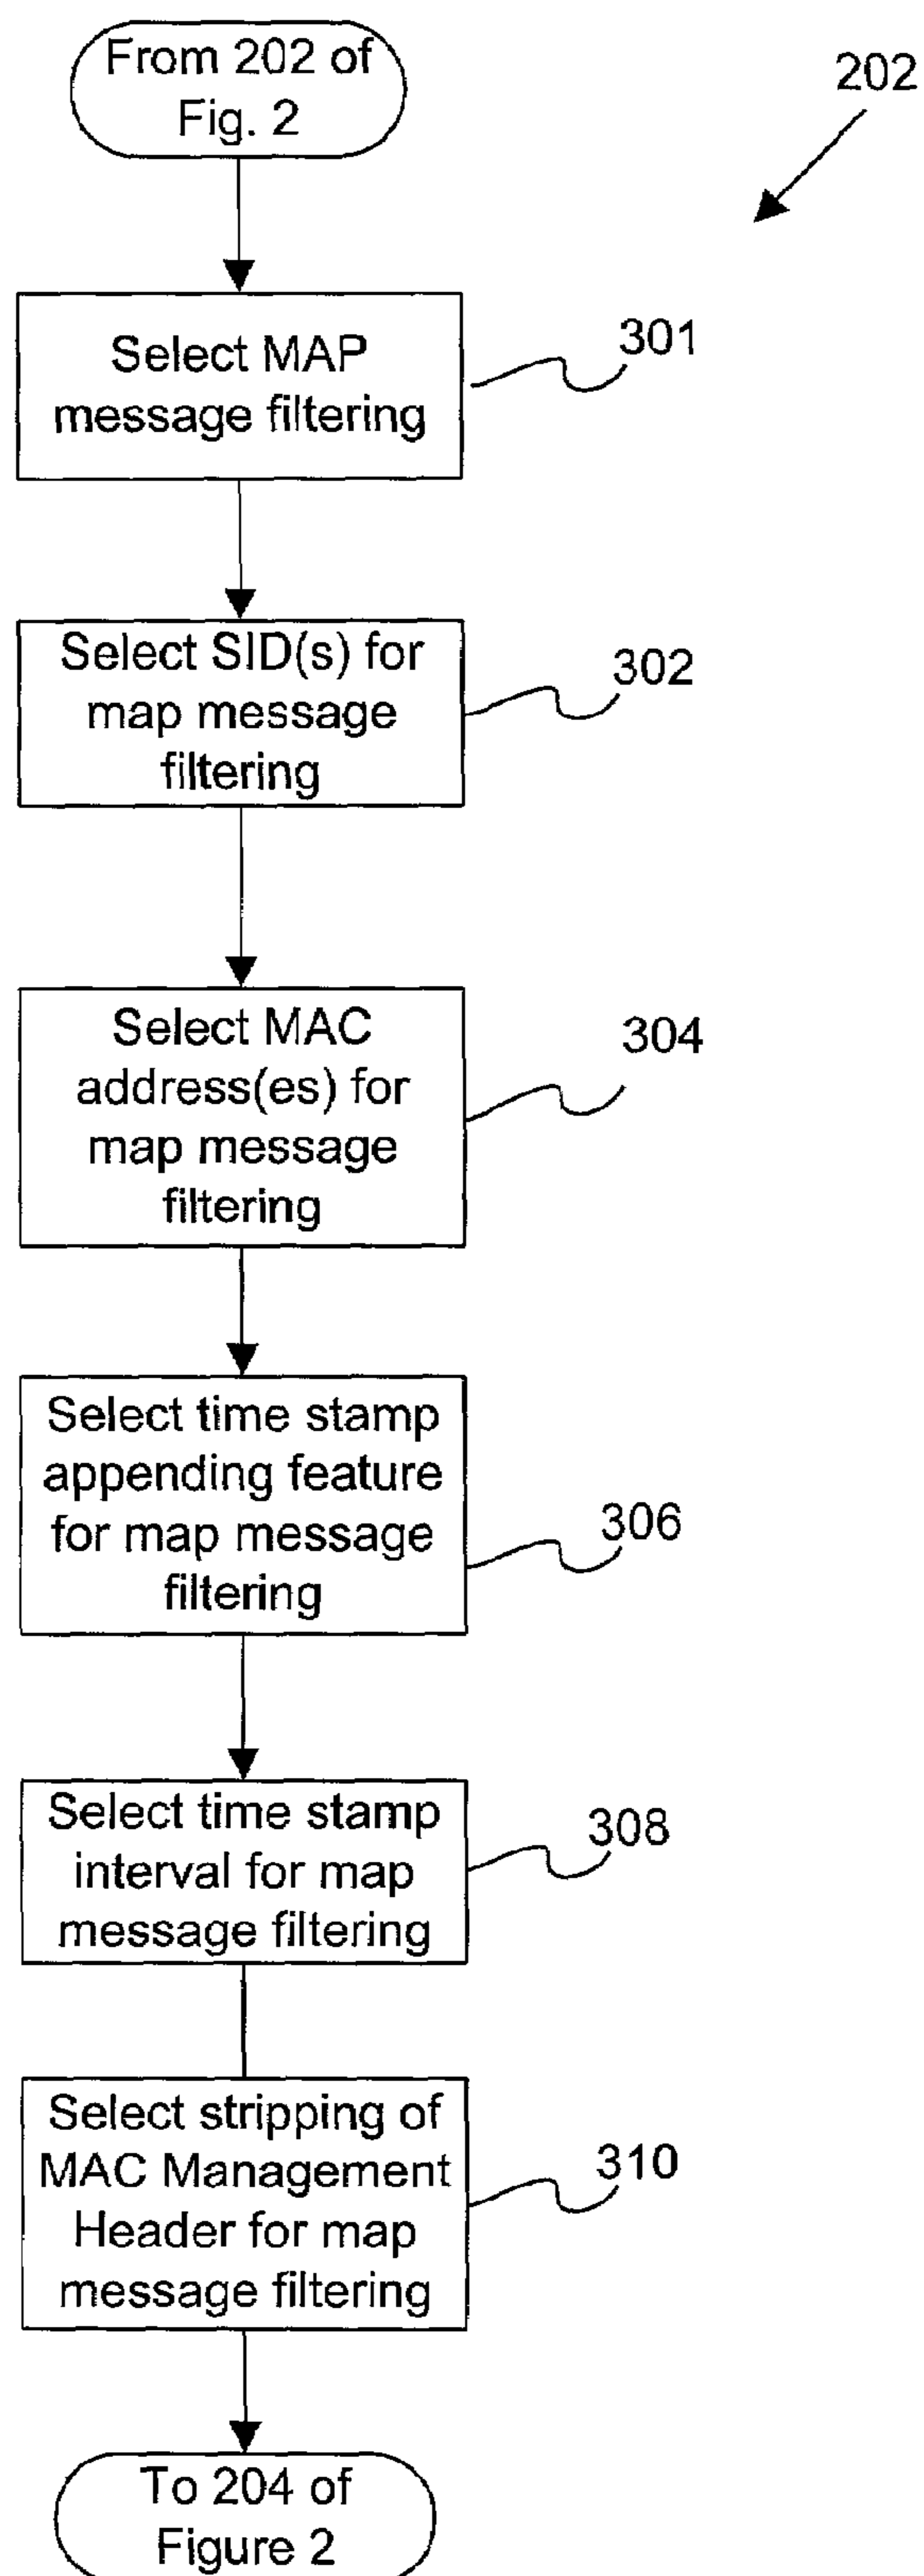 From 202 of
Fig. 2
202
Select MAP
message filtering
301
Select SID(s) for
map message
filtering
302
Select MAC
address(es) for
map message
filtering
304
Select time stamp
appending feature
for map message
filtering
306
Select time stamp
interval for map
message filtering
308
Select stripping of
MAC Management
Header for map
message filtering
310
To 204 of
Figure 2